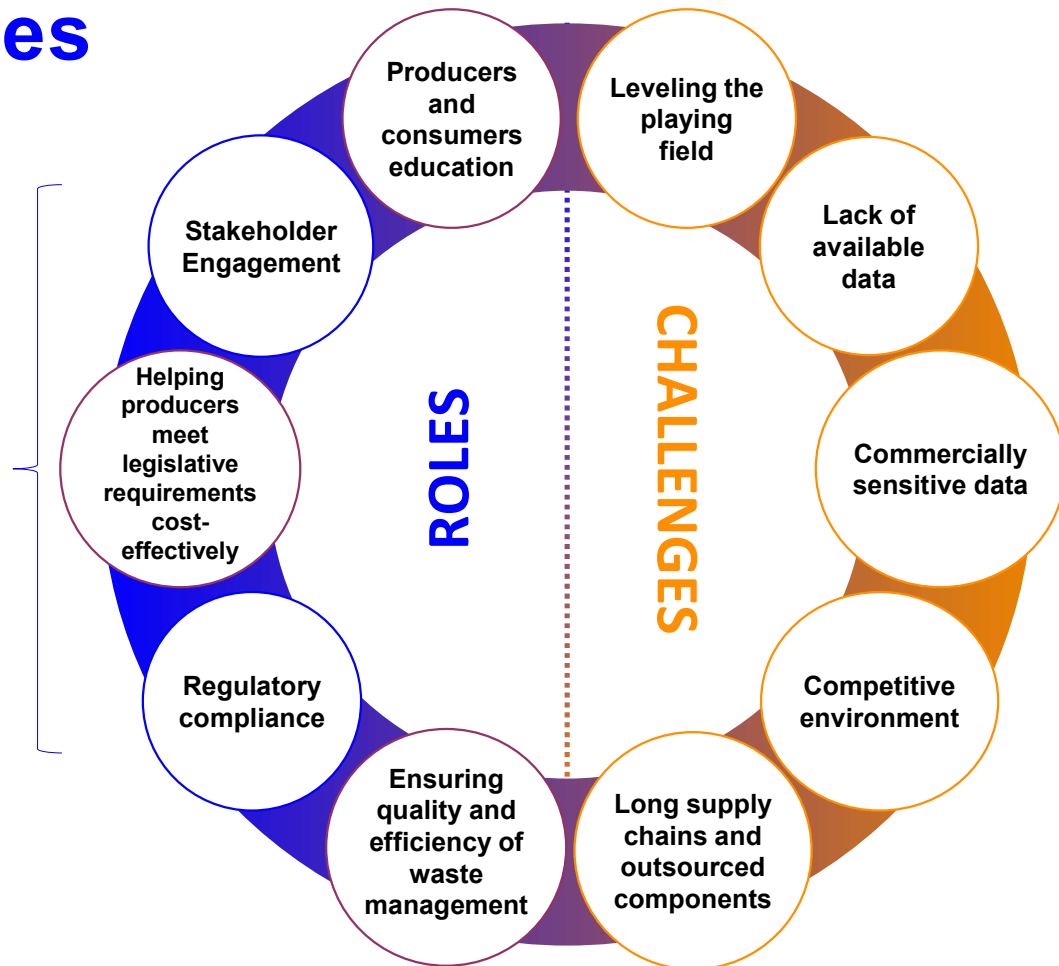 es
Producers
and
consumers
education
Leveling the
playing
field
Stakeholder
Engagement
Lack of
available
data
Helping
producers
meet
legislative
requirements
cost-
effectively
ROLES
CHALLENGES
Commercially
sensitive data
Regulatory
compliance
Competitive
environment
Ensuring
quality and
efficiency of
waste
management
Long supply
chains and
outsourced
components